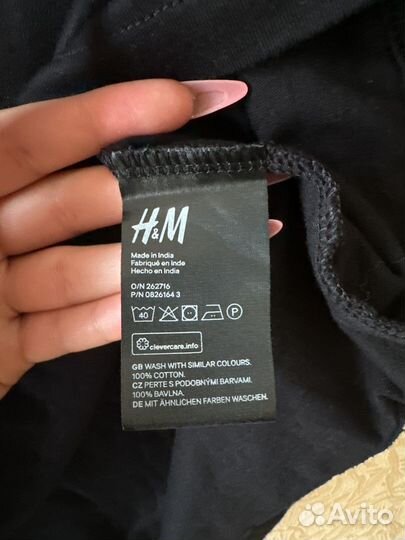 H&M
Made in India
Fabriqué en Inde
Hecho en India
O/N 262716
P/N 0826164 3
40 P
clevercare.info
GB WASH WITH SIMILAR COLOURS.
100% COTTON.
CZ PERTE S PODOBNÝMI BARVAMI.
100% BAVLNA.
DE MIT ÄHNLICHEN FARBEN WASCHEN.
Avito